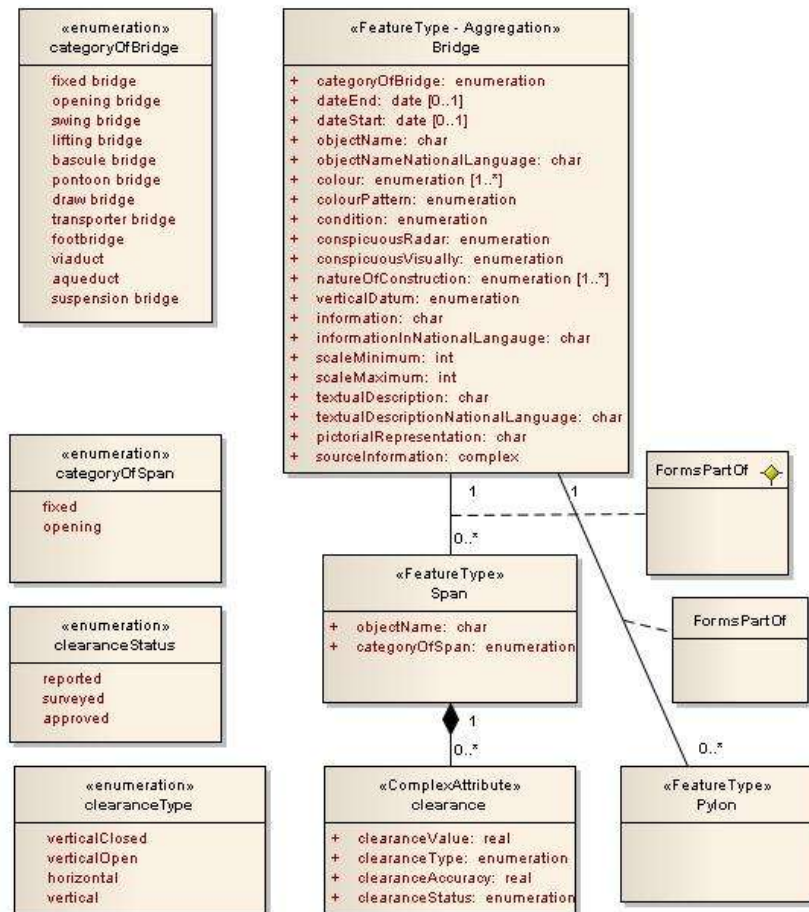 «enumeration»
categoryOfBridge
fixed bridge
opening bridge
swing bridge
lifting bridge
bascule bridge
pontoon bridge
draw bridge
transporter bridge
footbridge
viaduct
aqueduct
suspension bridge
«FeatureType - Aggregation»
Bridge
+ categoryOfBridge: enumeration
+ dateEnd: date [0..1]
+ dateStart: date [0..1]
+ objectName: char
+ objectNameNationalLanguage: char
+ colour: enumeration [1..*]
+ colourPattern: enumeration
+ condition: enumeration
+ conspicuousRadar: enumeration
+ conspicuousVisually: enumeration
+ natureOfConstruction: enumeration [1..*]
+ verticalDatum: enumeration
+ information: char
+ informationInNationalLangauge: char
+ scaleMinimum: int
+ scaleMaximum: int
+ textualDescription: char
+ textualDescriptionNationalLanguage: char
+ pictorialRepresentation: char
+ sourceInformation: complex
«enumeration»
categoryOfSpan
fixed
opening
1
1
0..*
FormsPartOf
«FeatureType»
Span
+ objectName: char
+ categoryOfSpan: enumeration
FormsPartOf
«enumeration»
clearanceStatus
reported
surveyed
approved
1
0..*
0..*
«enumeration»
clearanceType
verticalClosed
verticalOpen
horizontal
vertical
«ComplexAttribute»
clearance
+ clearanceValue: real
+ clearanceType: enumeration
+ clearanceAccuracy: real
+ clearanceStatus: enumeration
«FeatureType»
Pylon